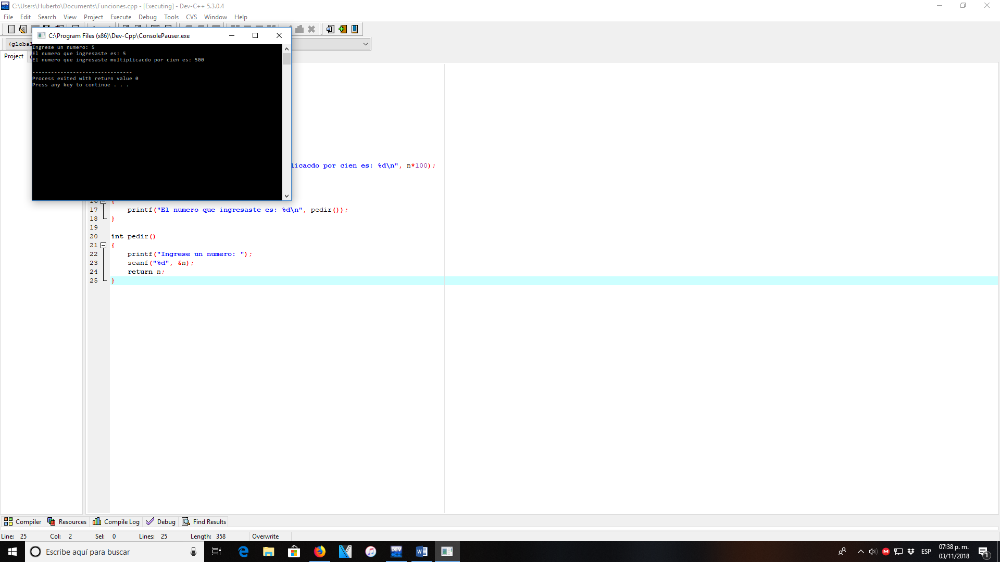 C:\Users\Huberto\Documents\Funciones.cpp - [Executing] - Dev-C++ 5.3.0.4
File Edit Search View Project Execute Debug Tools CVS Window Help
C:\Program Files (x86)\Dev-Cpp\ConsolePauser.exe
(global
Project
Ingrese un numero: 5
El numero que ingresaste es: 5
El numero que ingresaste multiplicacdo por cien es: 500
--------------------------------
Process exited with return value 0
Press any key to continue . . .
licacdo por cien es: %d\n", n*100);
16 {
17 printf("El numero que ingresaste es: %d\n", pedir());
18 }
19
20 int pedir()
21 {
22 printf("Ingrese un numero: ");
23 scanf("%d", &n);
24 return n;
25 }
Compiler Resources Compile Log Debug Find Results
Line: 25 Col: 2 Sel: 0 Lines: 25 Length: 358 Overwrite
Escribe aquí para buscar
DEV
ESP
07:38 p. m.
03/11/2018
1